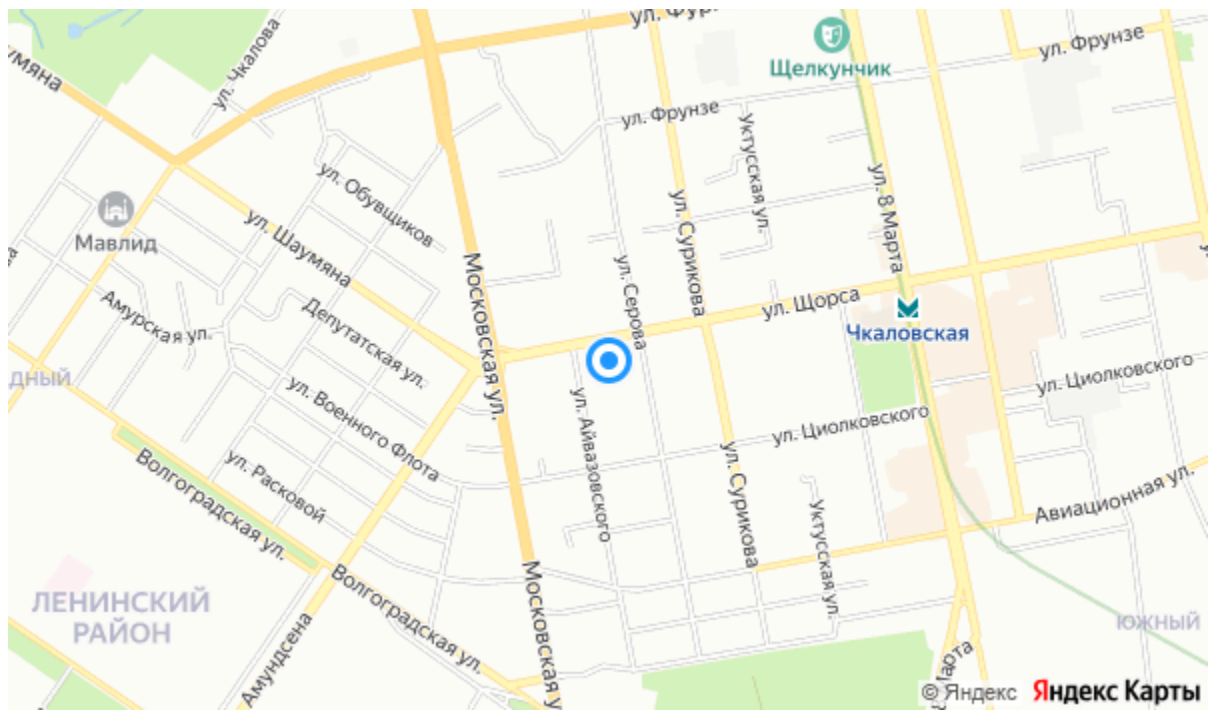 ул. Фур
ул. Чкалова
умяна
Щелкунчик
ул. Фрунзе
ул. Фрунзе
Уктусская ул.
ул. Обувщиков
ул. 8 Марта
Мавлид
ул. Шаумяна
ул. Сурикова
Московская ул.
ул. Серова
Амурская ул.
Депутатская ул.
ул. Щорса
Чкаловская
дный
ул. Военного Флота
ул. Айвазовского
ул. Циолковского
ул. Циолковского
Волгоградская ул.
ул. Расковой
ул. Сурикова
Уктусская ул.
Авиационная ул.
ЛЕНИНСКИЙ
РАЙОН
Амундсена
Волгоградская ул.
Московская у
ЮЖНЫЙ
Марта
© Яндекс Яндекс Карты